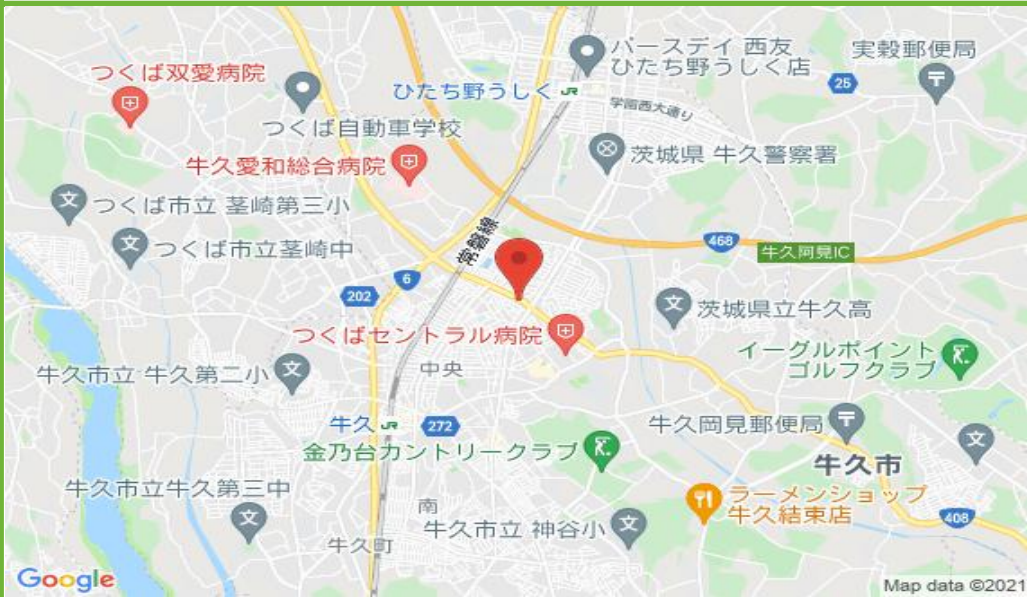 バースデイ 西友
ひたち野うしく店
実穀郵便局
つくば双愛病院
ひたち野うしく JR
25
学園西大通り
つくば自動車学校
茨城県 牛久警察署
牛久愛和総合病院
つくば市立 茎崎第三小
常磐線
468
牛久阿見IC
つくば市立茎崎中
6
202
茨城県立牛久高
つくばセントラル病院
イーグルポイント
ゴルフクラブ
牛久市立 牛久第二小
中央
牛久 JR
272
牛久岡見郵便局
金乃台カントリークラブ
牛久市
牛久市立牛久第三中
ラーメンショップ
牛久結束店
南
牛久市立 神谷小
408
牛久町
Google
Map data ©2021